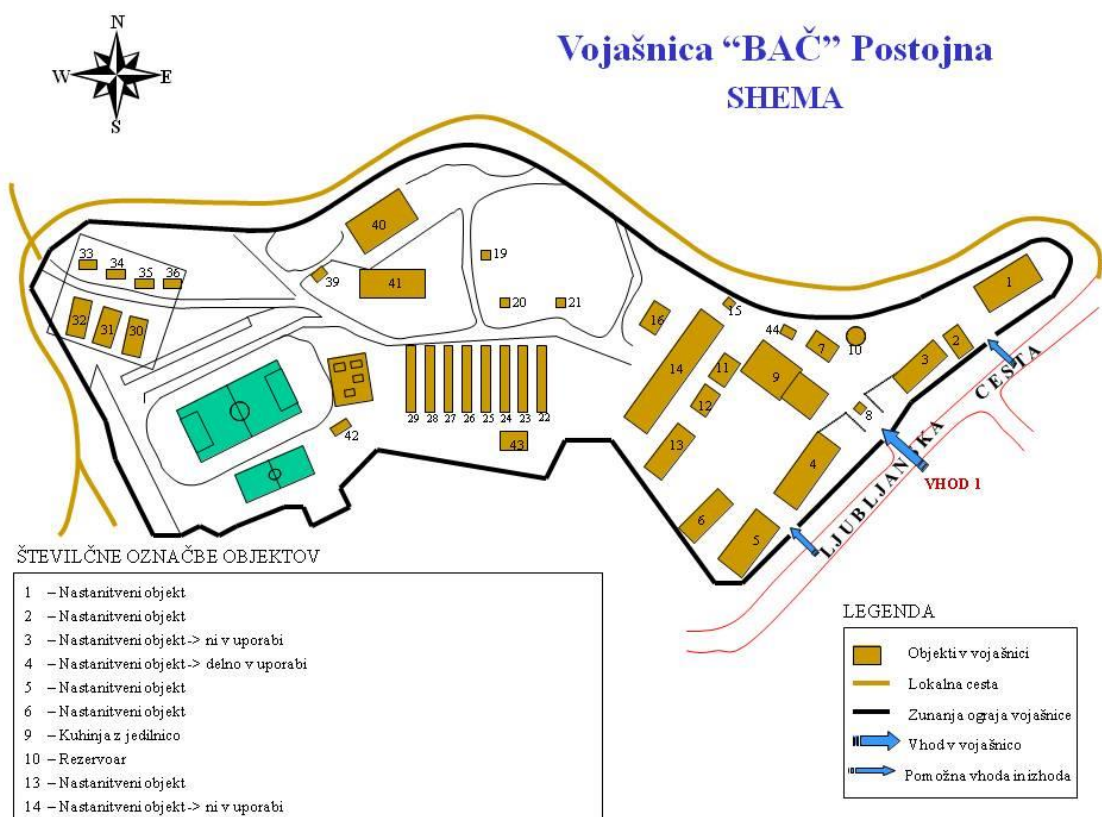 N
W E
S
Vojašnica “BAČ” Postojna
SHEMA
40
33
34
35
36
39
41
19
20
21
32
31
30
16
15
44
7
10
1
2
3
14
11
9
12
8
29 28 27 26 25 24 23 22
42
43
13
4
6
5
LJUBLJANSKA CESTA
VHOD 1
ŠTEVILČNE OZNAČBE OBJEKTOV
1 – Nastanitveni objekt
2 – Nastanitveni objekt
3 – Nastanitveni objekt -> ni v uporabi
4 – Nastanitveni objekt -> delno v uporabi
5 – Nastanitveni objekt
6 – Nastanitveni objekt
9 – Kuhinja z jedilnico
10 – Rezervoar
13 – Nastanitveni objekt
14 – Nastanitveni objekt -> ni v uporabi
LEGENDA
Objekti v vojašnici
Lokalna cesta
Zunanja ograja vojašnice
Vhod v vojašnico
Pomožna vhoda in izhoda